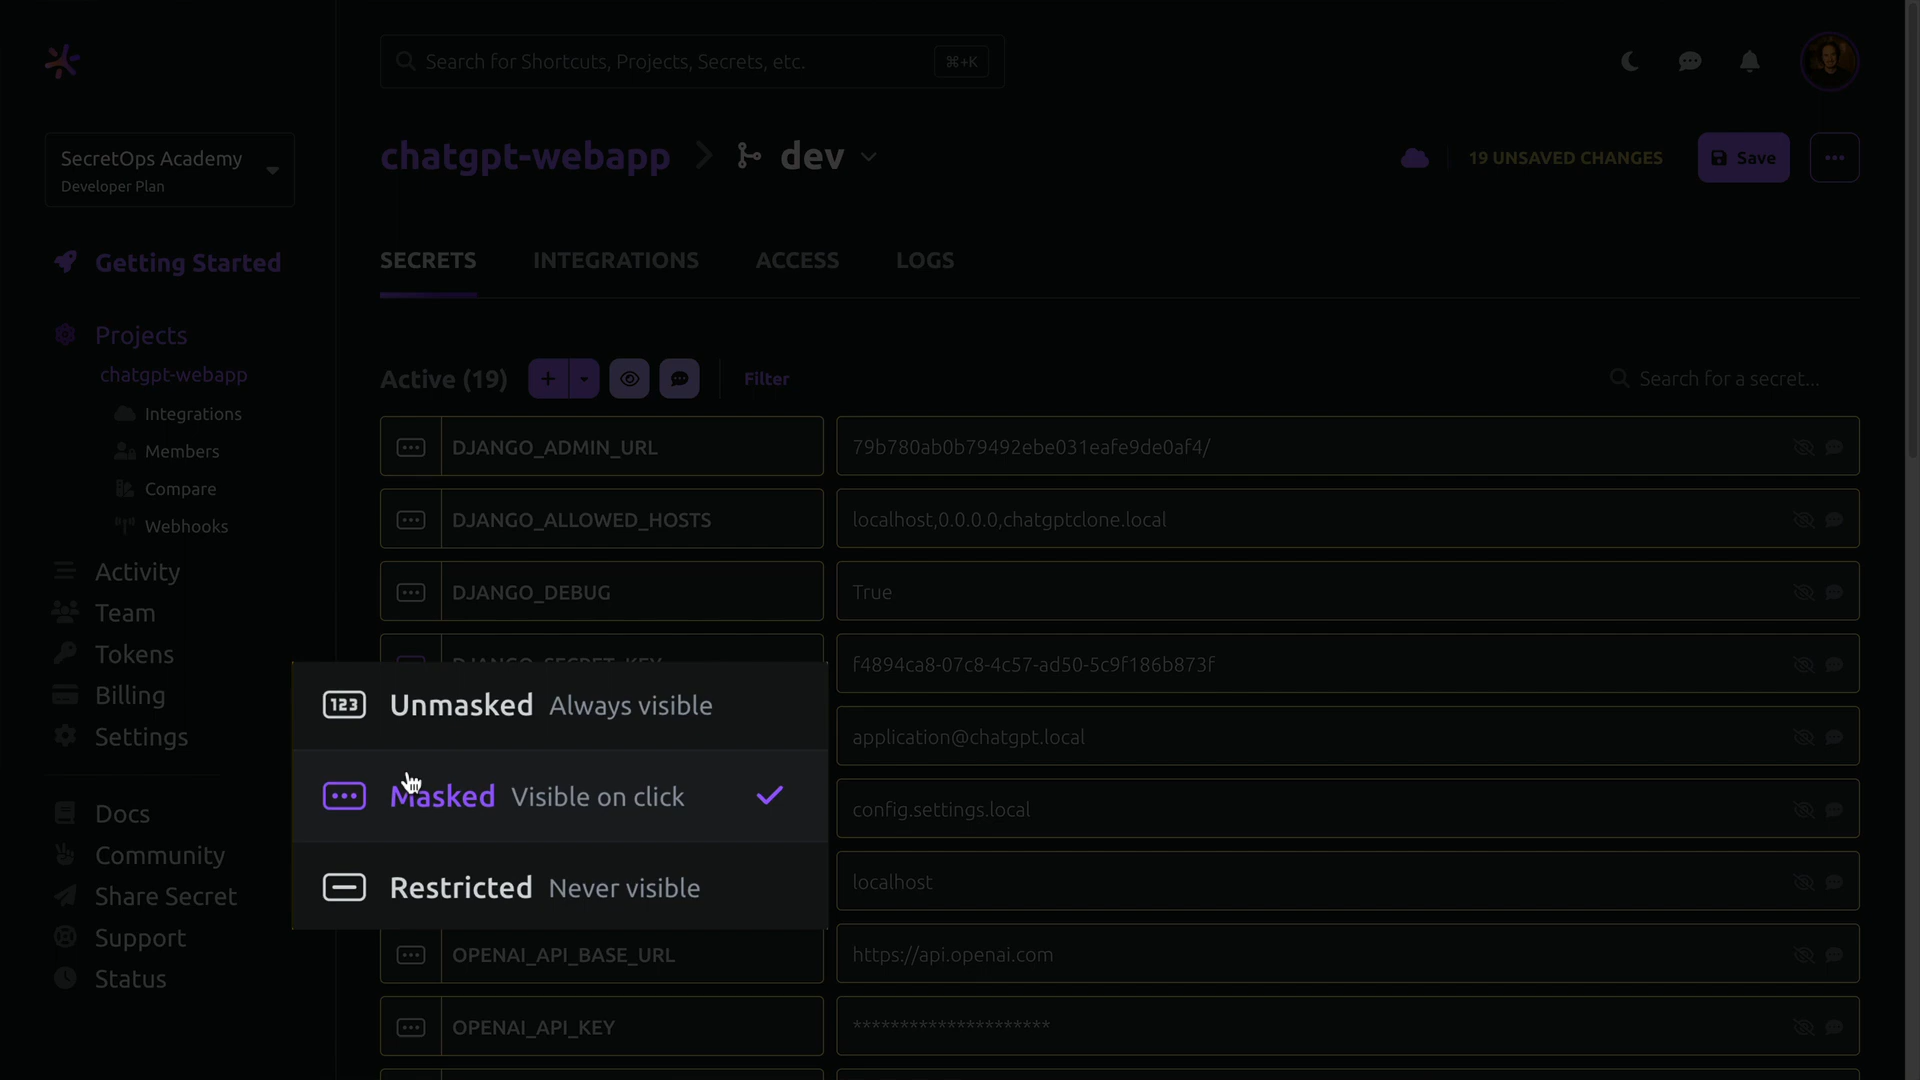 Search for Shortcuts, Projects, Secrets, etc.
⌘+K
SecretOps Academy
Developer Plan
chatgpt-webapp
dev
19 UNSAVED CHANGES
Save
Getting Started
Projects
chatgpt-webapp
Integrations
Members
Compare
Webhooks
Activity
Team
Tokens
Billing
Settings
Docs
Community
Share Secret
Support
Status
SECRETS
INTEGRATIONS
ACCESS
LOGS
Active (19)
Filter
Search for a secret...
DJANGO_ADMIN_URL
79b780ab0b79492ebe031eafe9de0af4/
DJANGO_ALLOWED_HOSTS
localhost,0.0.0.0,chatgptclone.local
DJANGO_DEBUG
True
DJANGO_SECRET_KEY
f4894ca8-07c8-4c57-ad50-5c9f186b873f
123
Unmasked Always visible
application@chatgpt.local
Masked Visible on click
config.settings.local
Restricted Never visible
localhost
OPENAI_API_BASE_URL
https://api.openai.com
OPENAI_API_KEY
*********************